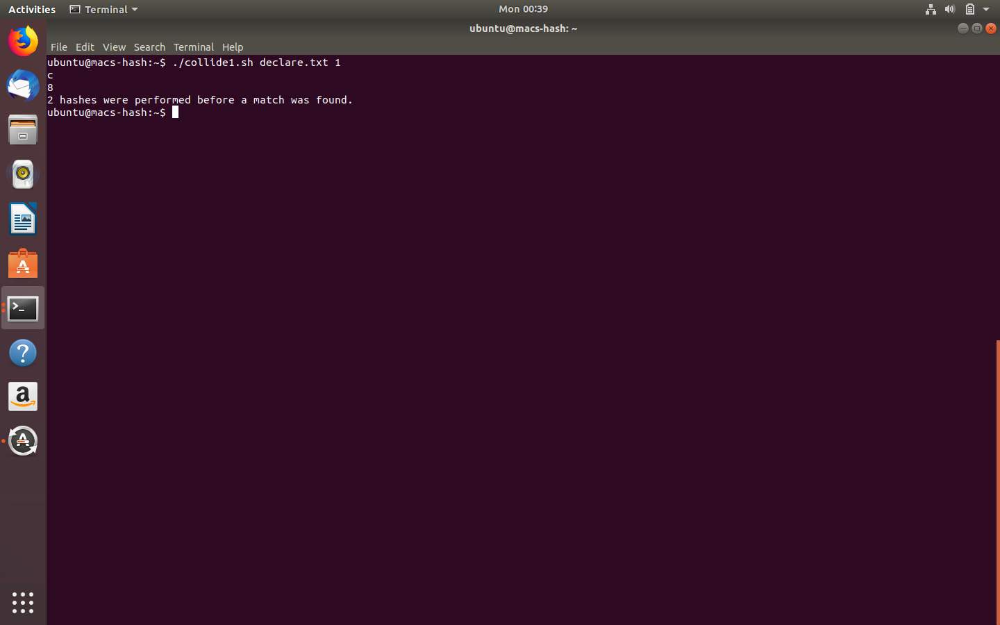 Activities Terminal Mon 00:39
ubuntu@macs-hash: ~
File Edit View Search Terminal Help
ubuntu@macs-hash:~$ ./collide1.sh declare.txt 1
c
8
2 hashes were performed before a match was found.
ubuntu@macs-hash:~$